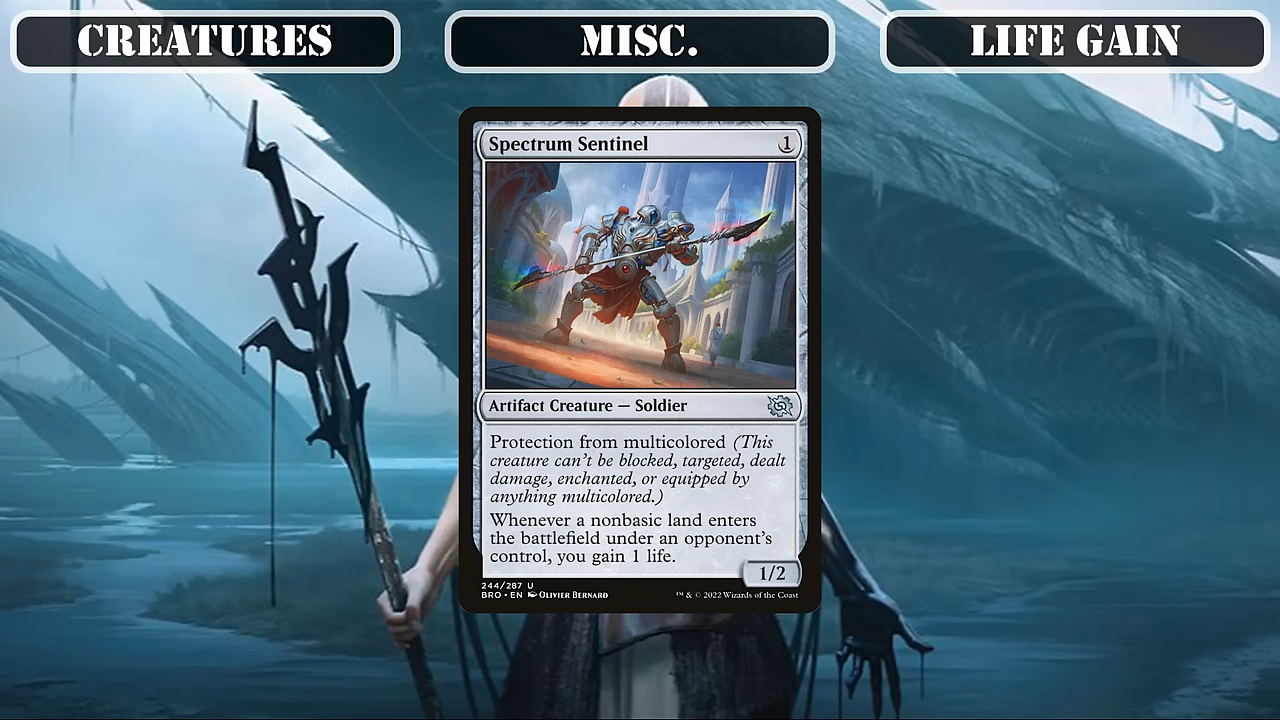 CREATURES
MISC.
LIFE GAIN
Spectrum Sentinel 1
Artifact Creature — Soldier
Protection from multicolored (This
creature can't be blocked, targeted, dealt
damage, enchanted, or equipped by
anything multicolored.)
Whenever a nonbasic land enters
the battlefield under an opponent's
control, you gain 1 life.
1/2
244/287 U
BRO • EN Olivier Bernard
™ & © 2022 Wizards of the Coast